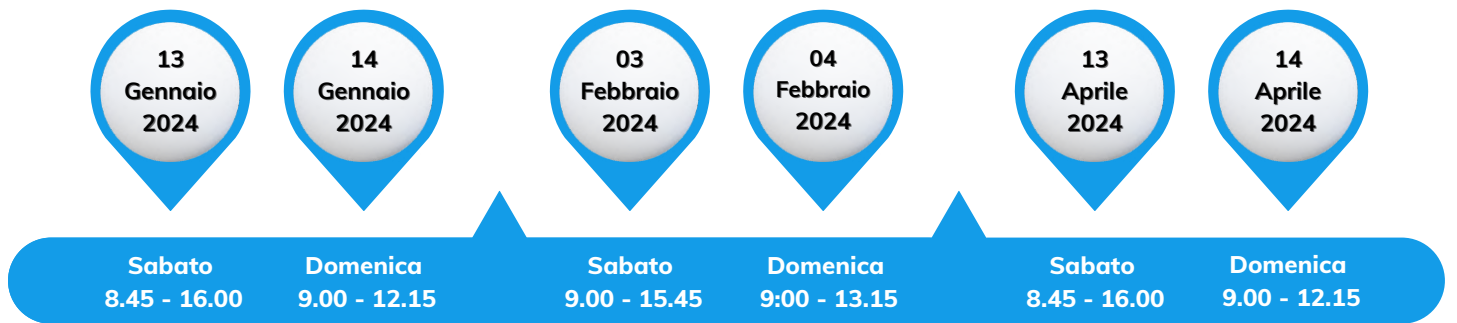 13
Gennaio
2024
14
Gennaio
2024
03
Febbraio
2024
04
Febbraio
2024
13
Aprile
2024
14
Aprile
2024
Sabato
8.45 - 16.00
Domenica
9.00 - 12.15
Sabato
9.00 - 15.45
Domenica
9:00 - 13.15
Sabato
8.45 - 16.00
Domenica
9.00 - 12.15